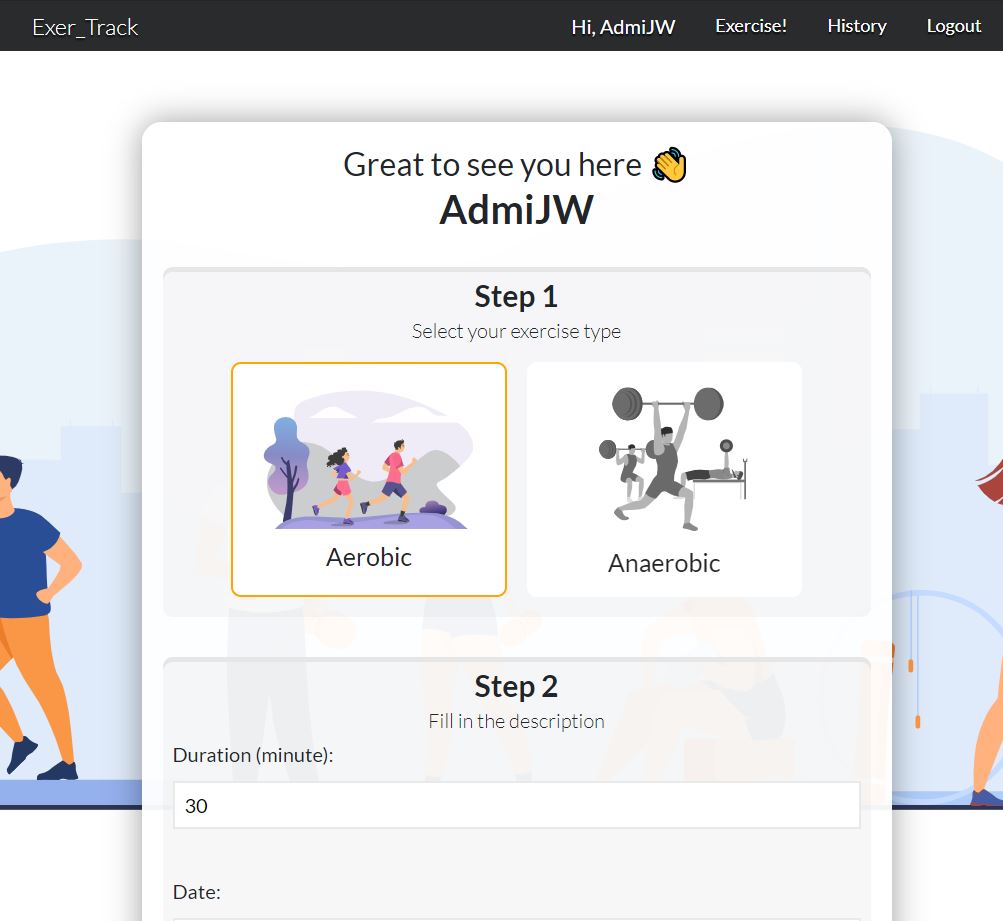 Exer_Track
Hi, AdmiJW
Exercise!
History
Logout
Great to see you here 👋
AdmiJW
Step 1
Select your exercise type
Aerobic
Anaerobic
Step 2
Fill in the description
Duration (minute):
30
Date: